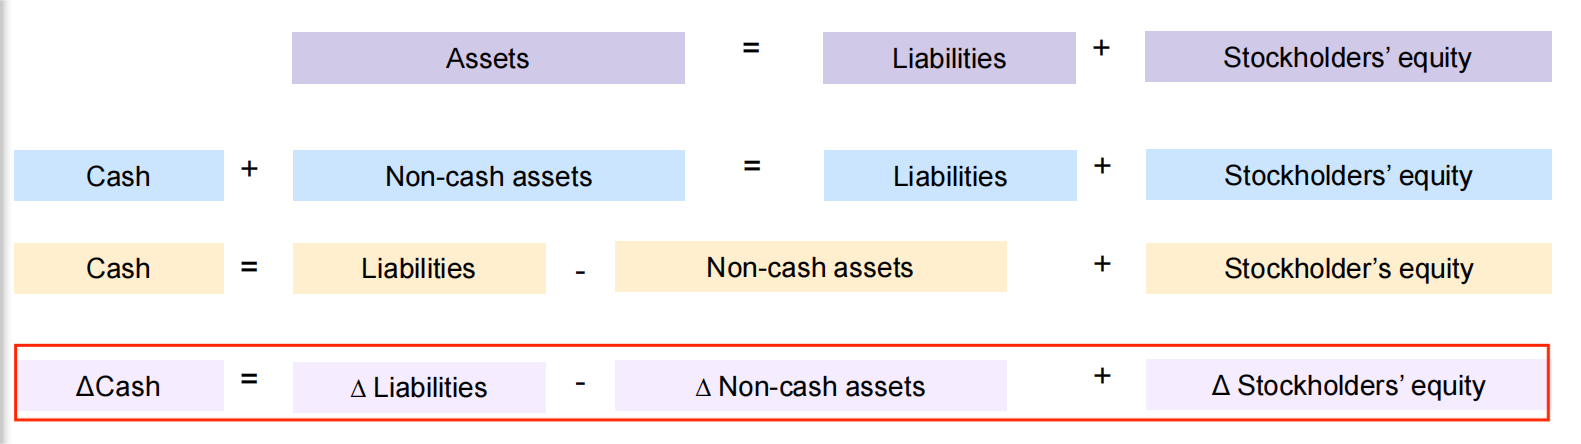 Assets = Liabilities + Stockholders’ equity
Cash + Non-cash assets = Liabilities + Stockholders’ equity
Cash = Liabilities - Non-cash assets + Stockholder’s equity
ΔCash = Δ Liabilities - Δ Non-cash assets + Δ Stockholders’ equity